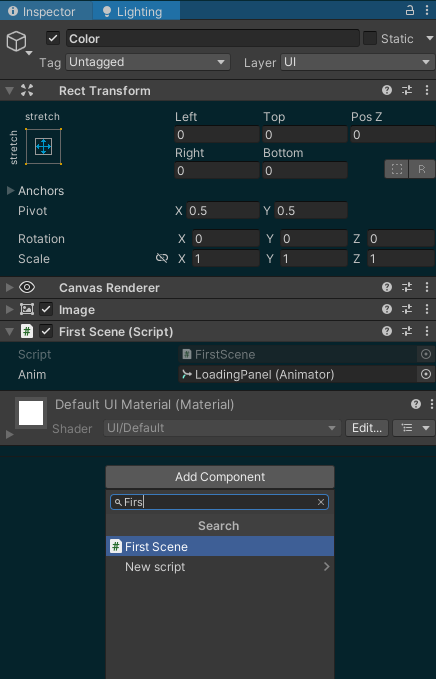 Inspector Lighting
Color Static
Tag Untagged Layer UI
Rect Transform
stretch
stretch
Left Top Pos Z
0 0 0
Right Bottom
0 0 R
Anchors
Pivot X 0.5 Y 0.5
Rotation X 0 Y 0 Z 0
Scale X 1 Y 1 Z 1
Canvas Renderer
Image
# First Scene (Script)
Script FirstScene
Anim LoadingPanel (Animator)
Default UI Material (Material)
Shader UI/Default Edit...
Add Component
Firs
Search
# First Scene
New script